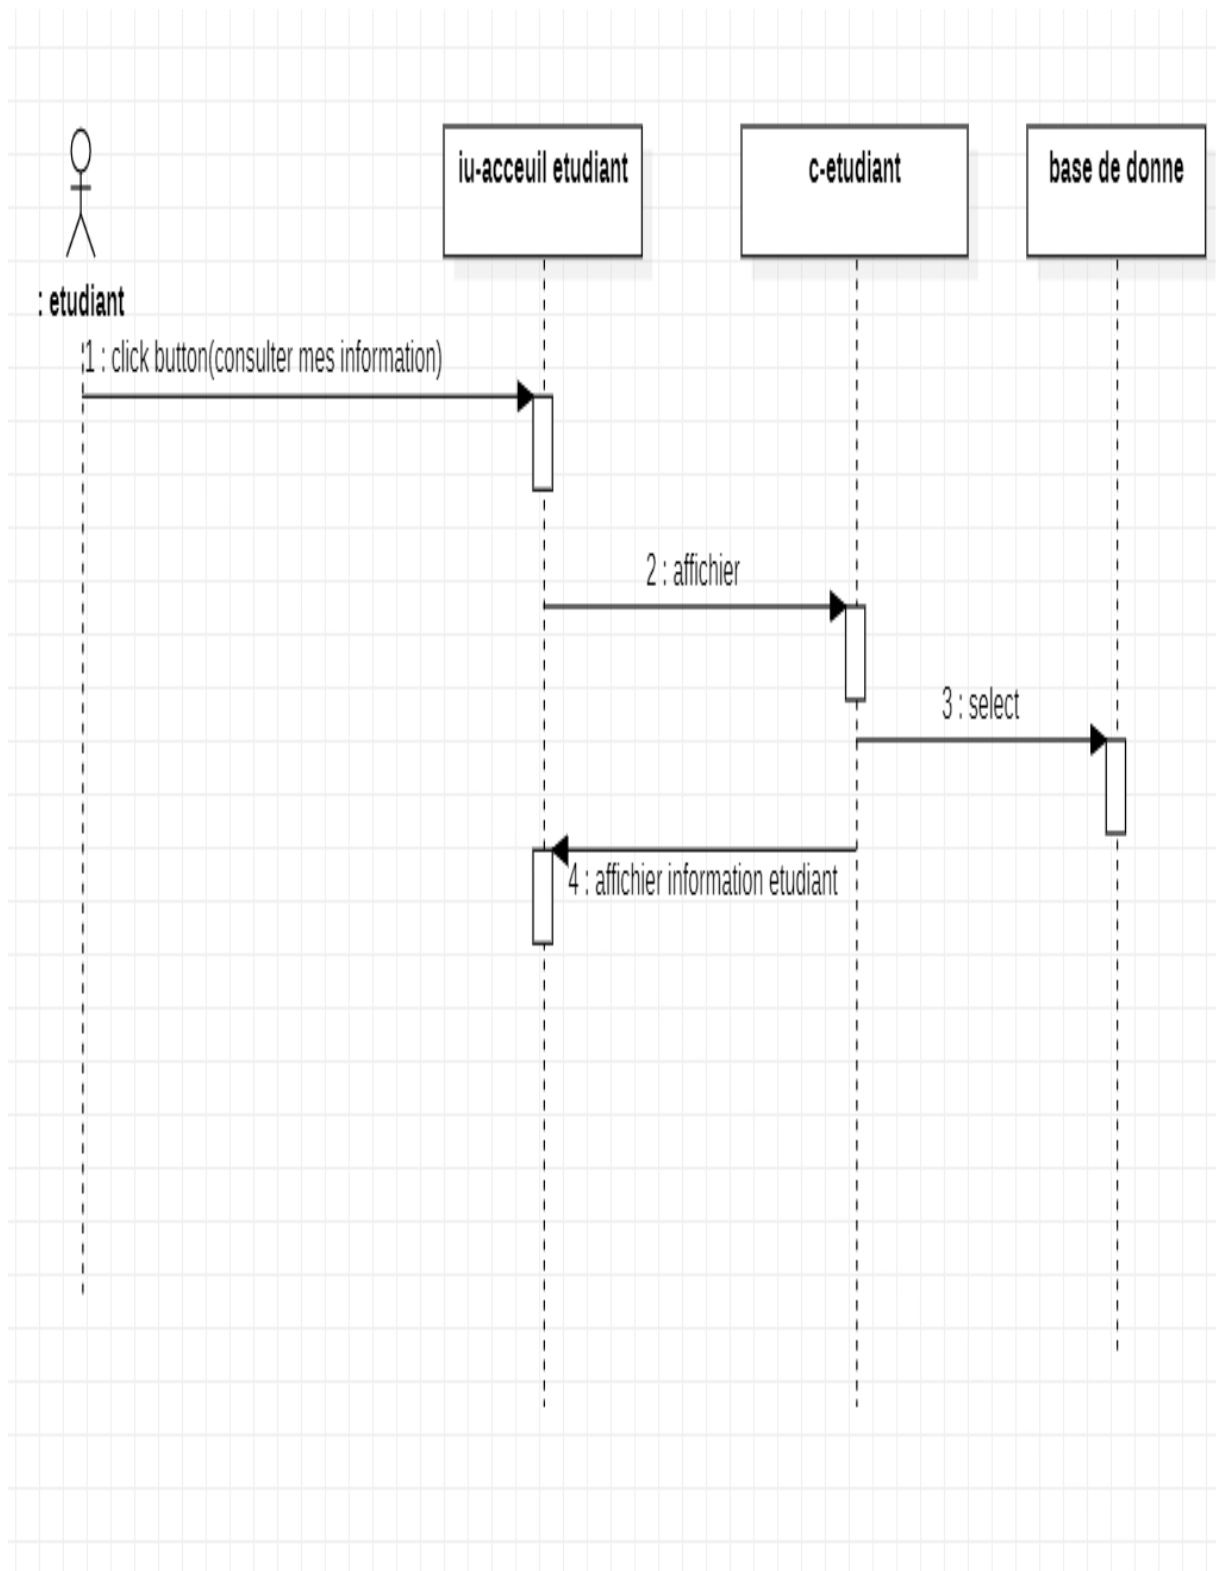 iu-acceuil etudiant
c-etudiant
base de donne
: etudiant
1 : click button(consulter mes information)
2 : affichier
3 : select
4 : affichier information etudiant